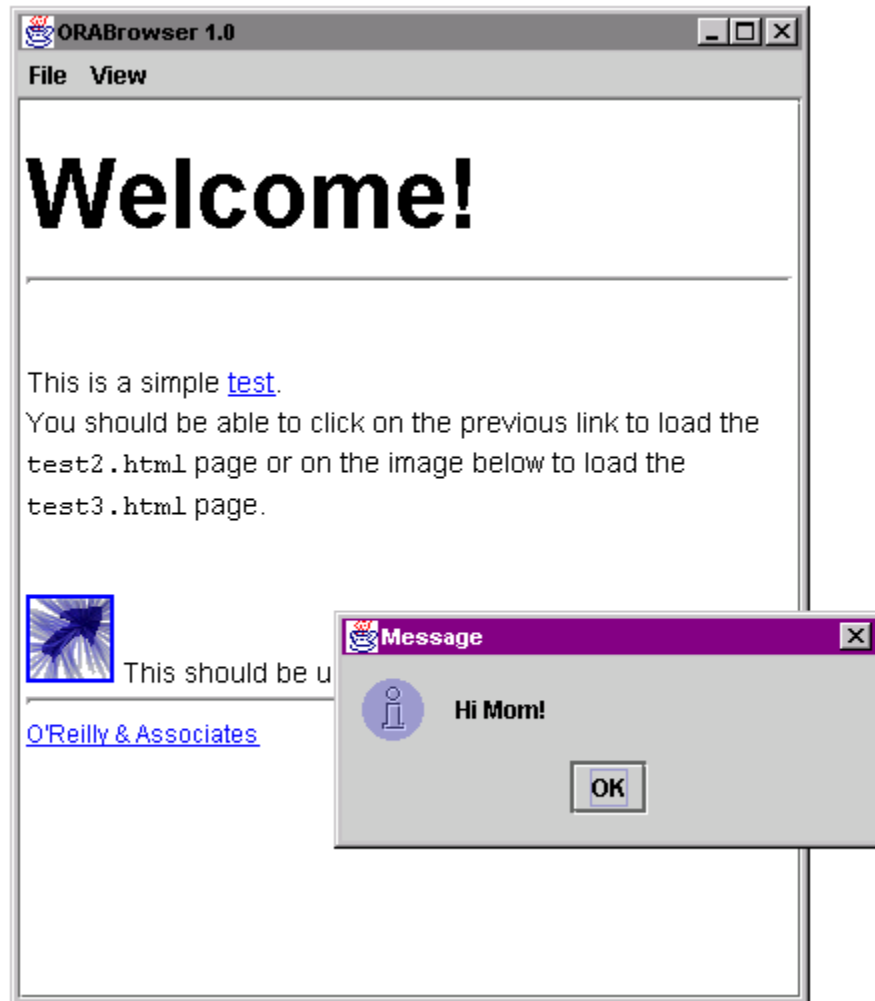 ORABrowser 1.0
File View
Welcome!
This is a simple test.
You should be able to click on the previous link to load the
test2.html page or on the image below to load the
test3.html page.
This should be u
O'Reilly & Associates
Message
Hi Mom!
OK